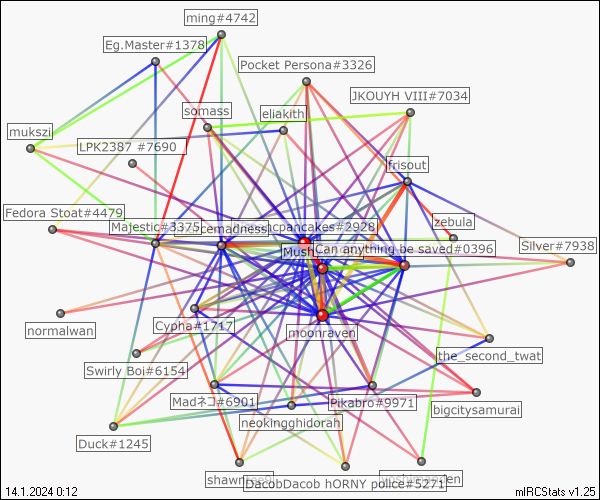 ming#4742
Eg.Master#1378
Pocket Persona#3326
JKOUYH VIII#7034
somass
eliakith
mukszi
LPK2387 #7690
frisout
Fedora Stoat#4479
zebula
Majestic#3375
cemadness
pancakes#2928
Silver#7938
Mush
Can anything be saved#0396
normalwan
Cypha#1717
moonraven
the_second_twat
Swirly Boi#6154
Madネコ#6901
Pikabro#9971
bigcitysamurai
neokingghidorah
Duck#1245
DacobDacob hORNY police#5271
14.1.2024 0:12
mIRCStats v1.25